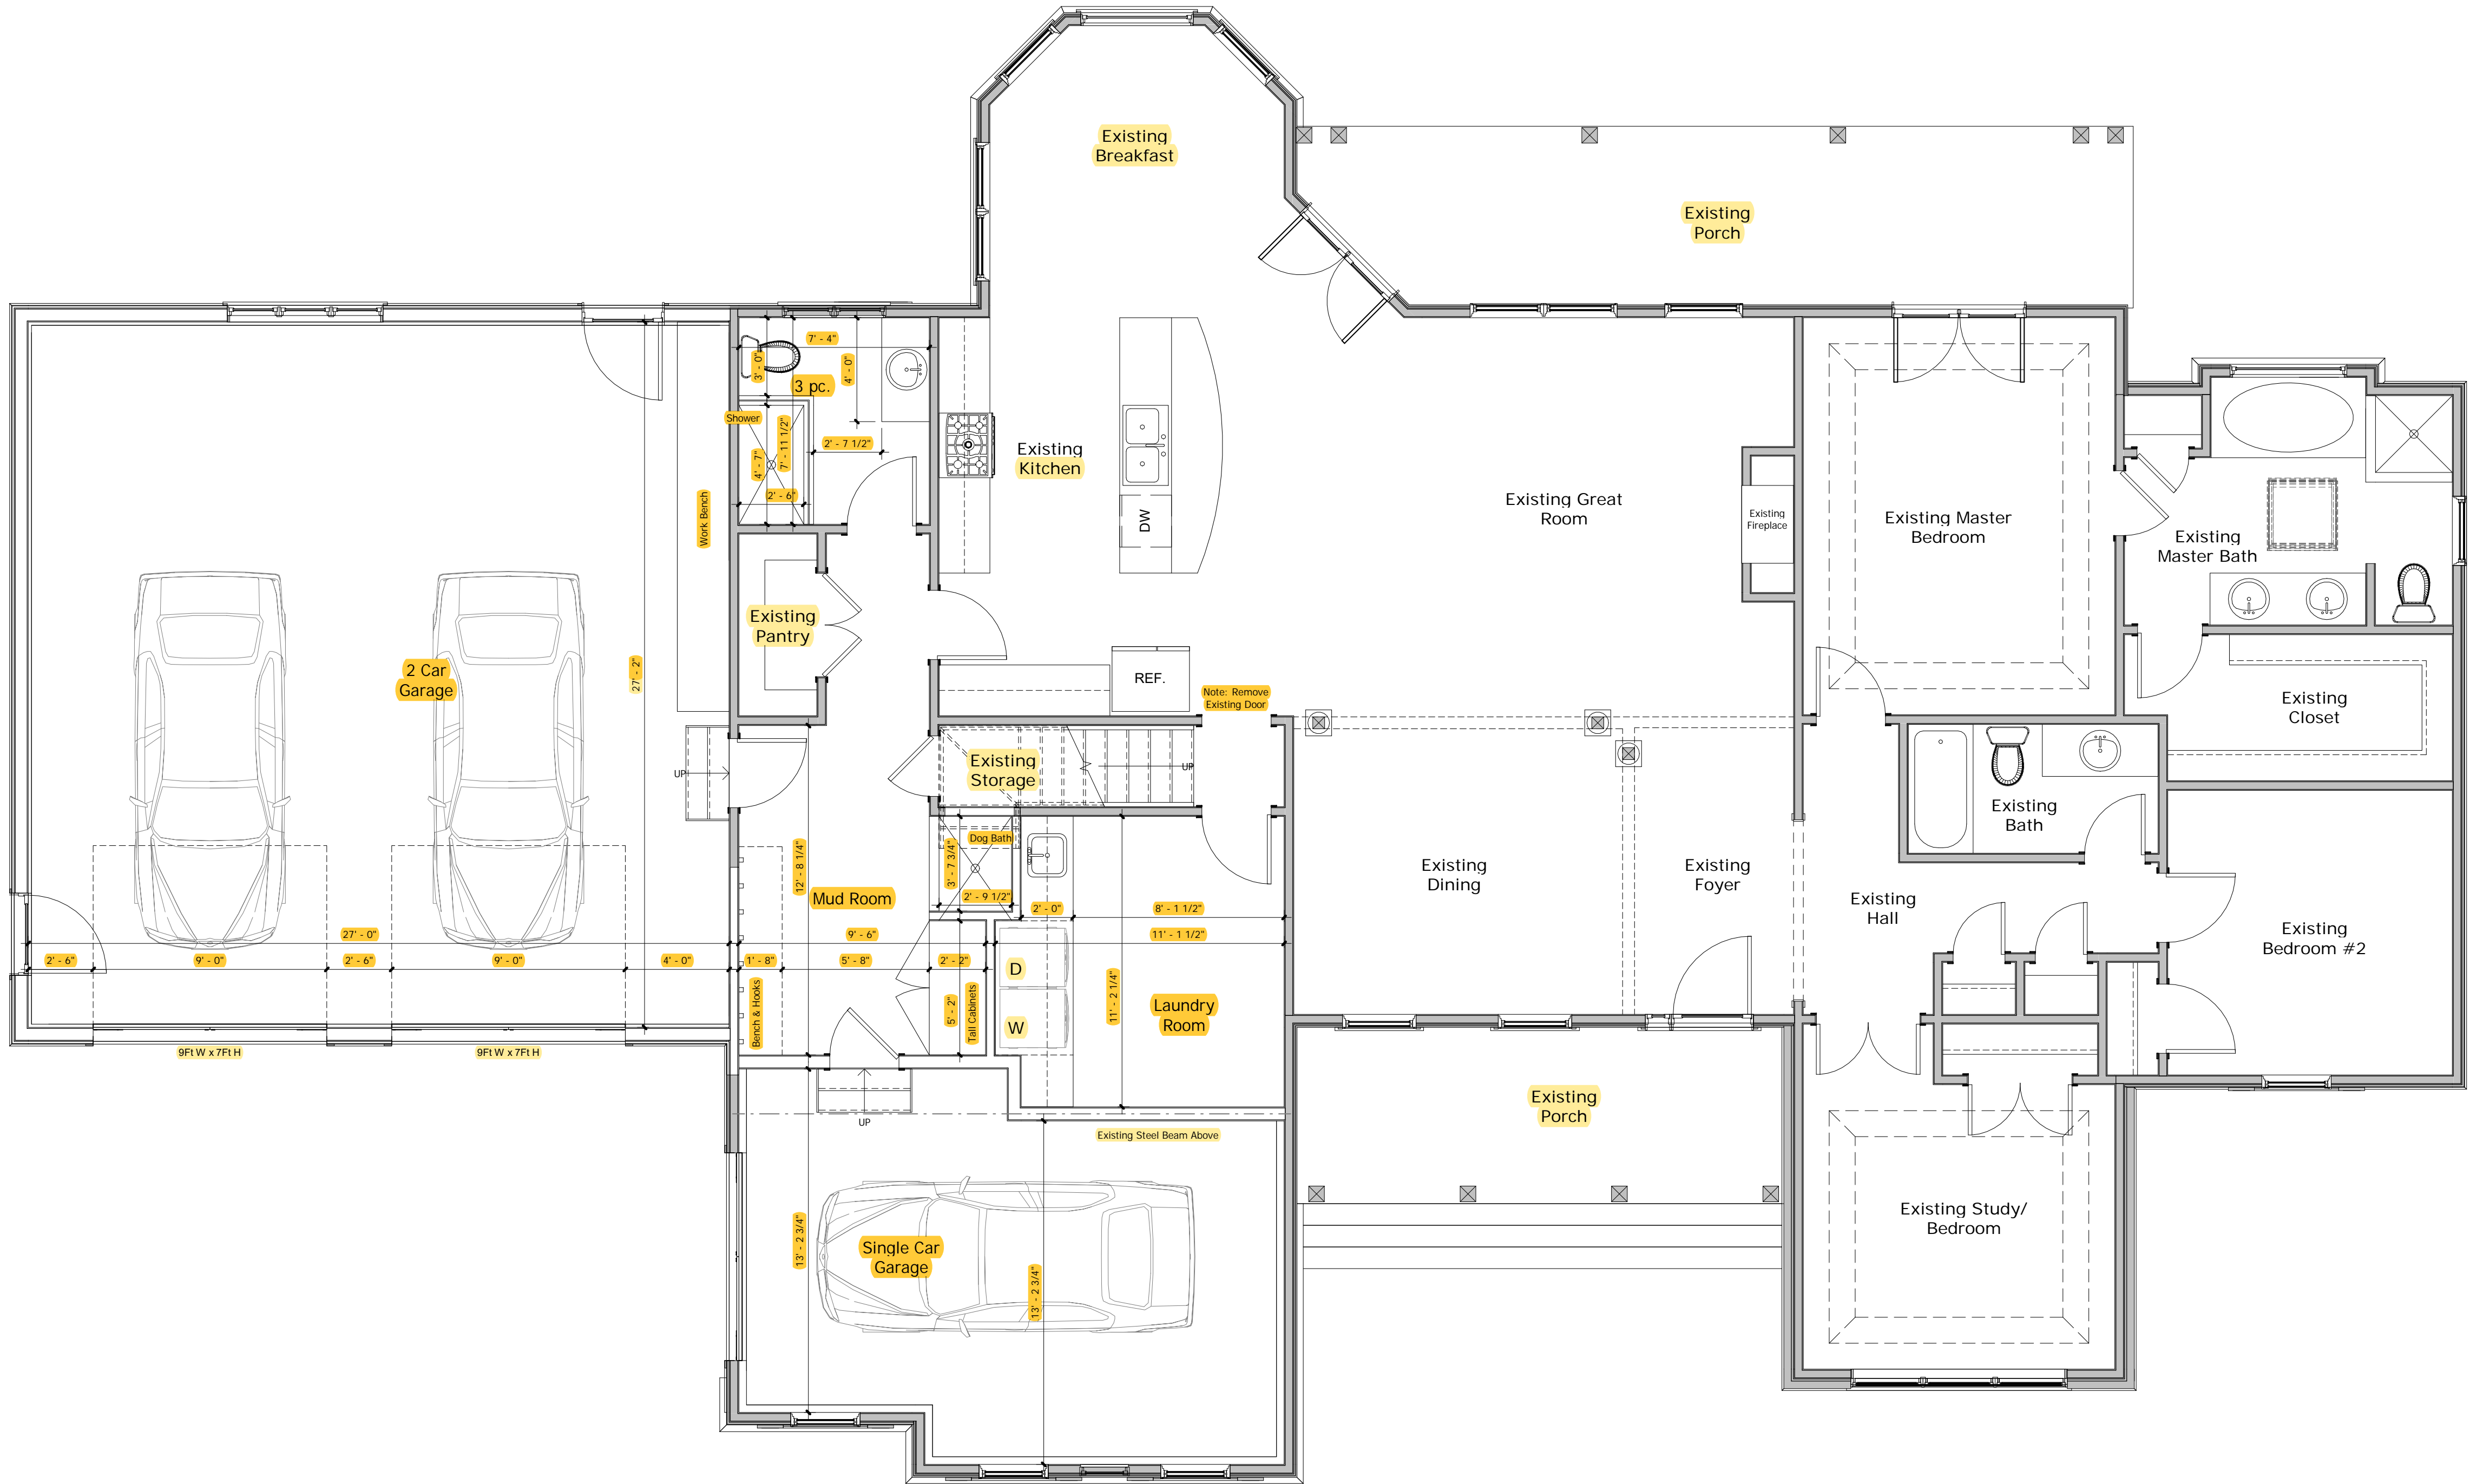 Existing
Breakfast
Existing
Porch
7' - 4"
3' - 0"
4' - 0"
3 pc.
Shower
7' - 11 1/2"
2' - 7 1/2"
4' - 7"
2' - 6"
Work Bench
Existing
Kitchen
DW
Existing Great
Room
Existing
Fireplace
Existing Master
Bedroom
Existing
Master Bath
Existing
Pantry
2 Car
Garage
27' - 2"
REF.
Note: Remove
Existing Door
Existing
Closet
UP
Existing
Storage
UP
Existing
Bath
Dog Bath
3' - 7 3/4"
12' - 8 1/4"
Mud Room
2' - 9 1/2"
2' - 0"
8' - 1 1/2"
Existing
Dining
Existing
Foyer
Existing
Hall
Existing
Bedroom #2
27' - 0"
9' - 6"
11' - 1 1/2"
2' - 6"
9' - 0"
2' - 6"
9' - 0"
4' - 0"
1' - 8"
5' - 8"
2' - 2"
D
W
Bench & Hooks
5' - 2"
Tall Cabinets
11' - 2 1/4"
Laundry
Room
9Ft W x 7Ft H
9Ft W x 7Ft H
UP
Existing Steel Beam Above
Existing
Porch
13' - 2 3/4"
Single Car
Garage
13' - 2 3/4"
Existing Study/
Bedroom